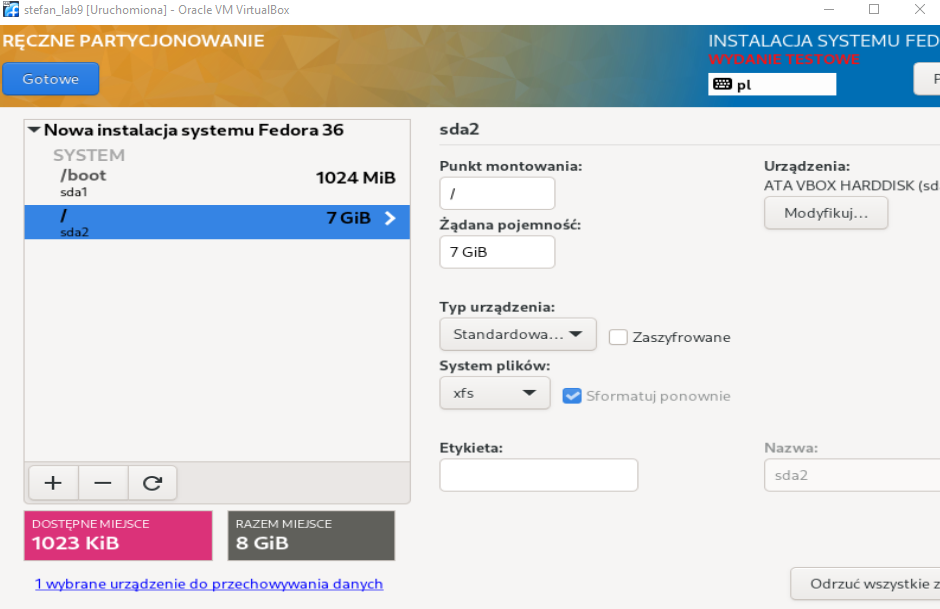 stefan_lab9 [Uruchomiona] - Oracle VM VirtualBox
RĘCZNE PARTYCJONOWANIE
Gotowe
INSTALACJA SYSTEMU FED
WYDANIE TESTOWE
pl
Nowa instalacja systemu Fedora 36
SYSTEM
/boot
1024 MiB
sda1
/
7 GiB
sda2
sda2
Punkt montowania:
/
Żądana pojemność:
7 GiB
Urządzenia:
ATA VBOX HARDDISK (sd
Modyfikuj...
Typ urządzenia:
Standardowa...
Zaszyfrowane
System plików:
xfs
Sformatuj ponownie
Etykieta:
Nazwa:
sda2
DOSTĘPNE MIEJSCE
1023 KiB
RAZEM MIEJSCE
8 GiB
1 wybrane urządzenie do przechowywania danych
Odrzuć wszystkie z